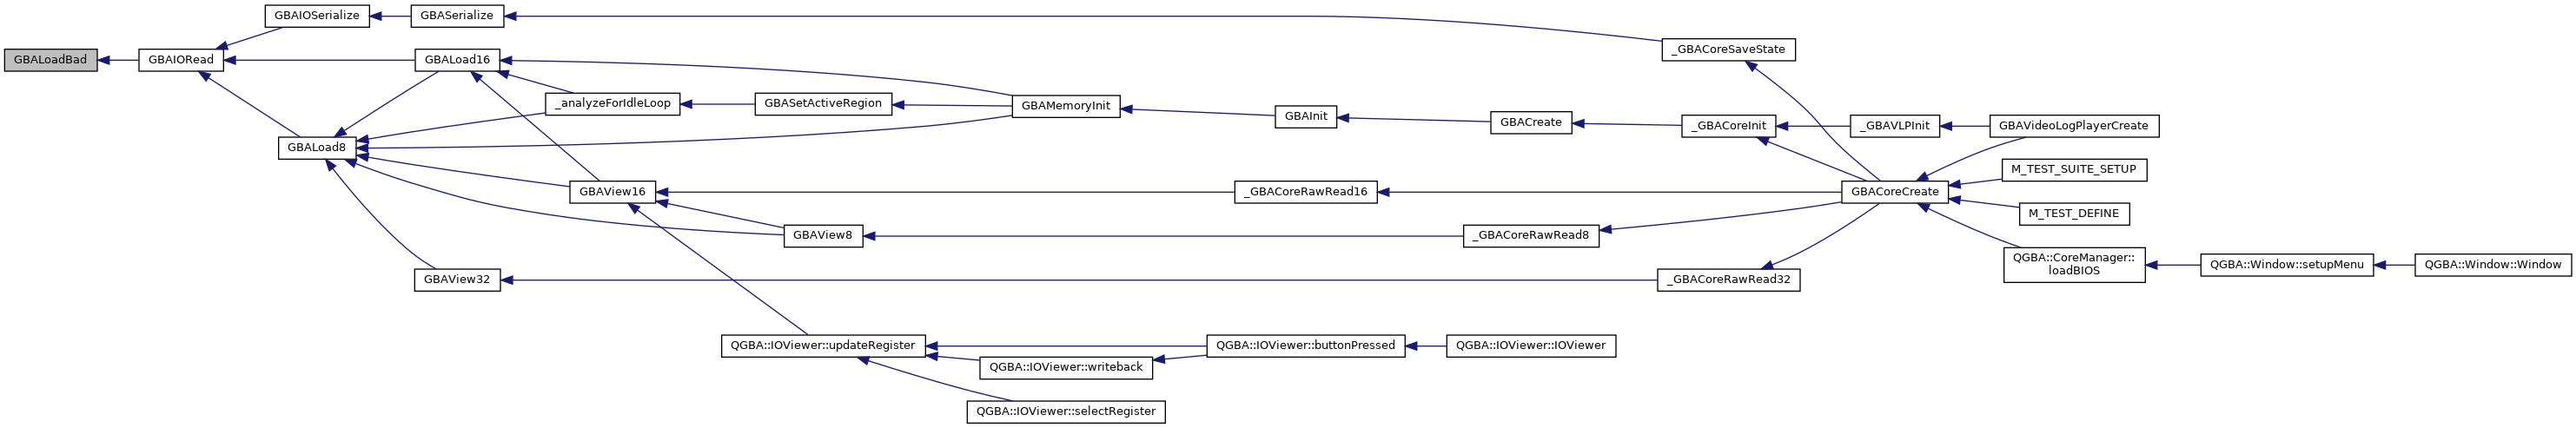 GBALoadBad
GBAIORead
GBAIOSerialize
GBASerialize
GBALoad16
GBALoad8
_analyzeForIdleLoop
GBASetActiveRegion
GBAMemoryInit
GBAInit
GBACreate
_GBACoreInit
_GBACoreSaveState
_GBAVLPInit
GBAVideoLogPlayerCreate
M_TEST_SUITE_SETUP
GBACoreCreate
M_TEST_DEFINE
GBAView16
_GBACoreRawRead16
GBAView8
_GBACoreRawRead8
GBAView32
_GBACoreRawRead32
QGBA::CoreManager::
loadBIOS
QGBA::Window::setupMenu
QGBA::Window::Window
QGBA::IOViewer::updateRegister
QGBA::IOViewer::buttonPressed
QGBA::IOViewer::IOViewer
QGBA::IOViewer::writeback
QGBA::IOViewer::selectRegister